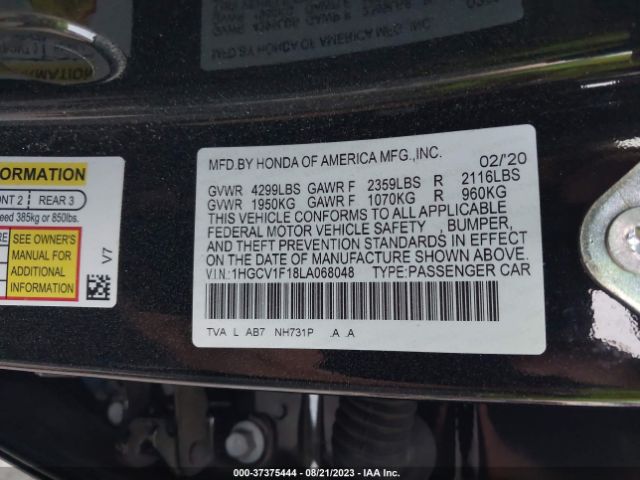 MFD.BY HONDA OF AMERICA MFG.,INC. 02/'20
GVWR 4299LBS GAWR F 2359LBS R 2116LBS
GVWR 1950KG GAWR F 1070KG R 960KG
THIS VEHICLE CONFORMS TO ALL APPLICABLE
FEDERAL MOTOR VEHICLE SAFETY , BUMPER,
AND THEFT PREVENTION STANDARDS IN EFFECT
ON THE DATE OF MANUFACTURE SHOWN ABOVE.
V.I.N.:1HGCV1F18LA068048 TYPE:PASSENGER CAR
TVA L AB7 NH731P .A .A
FORMATION
NT 2 REAR 3
eed 385kg or 850lbs.
SEE OWNER'S
MANUAL FOR
ADDITIONAL
INFORMATION
V7
000-37375444 - 08/21/2023 - IAA Inc.